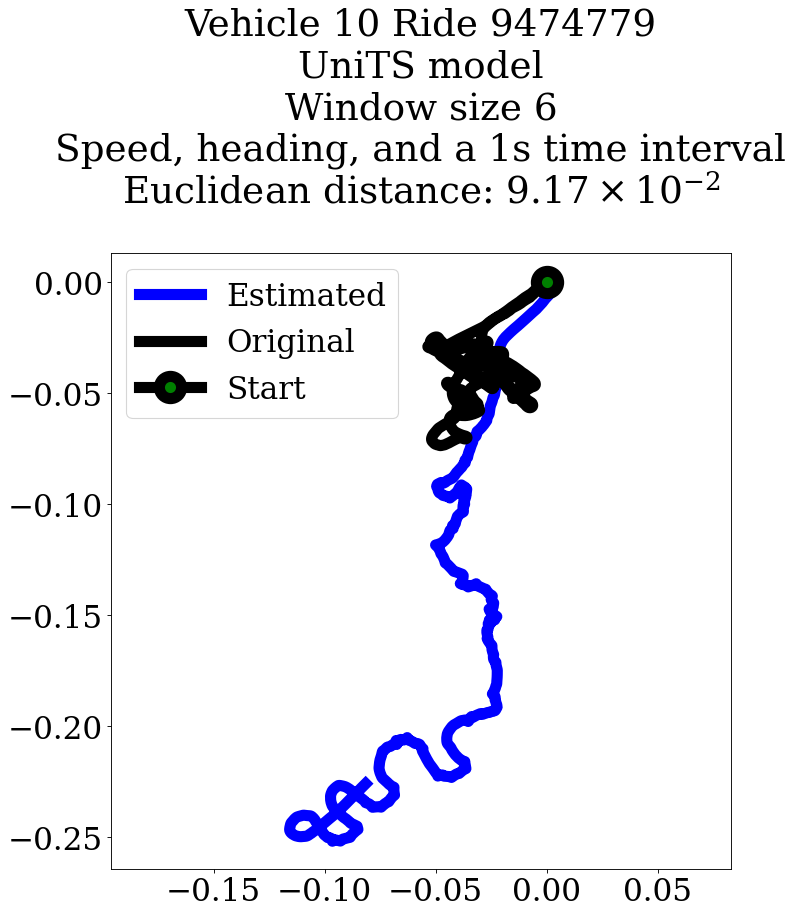 Vehicle 10 Ride 9474779
UniTS model
Window size 6
Speed, heading, and a 1s time interval
Euclidean distance: 9.17 × 10⁻²
Estimated
Original
Start
0.00
−0.05
−0.10
−0.15
−0.20
−0.25
−0.15 −0.10 −0.05 0.00 0.05